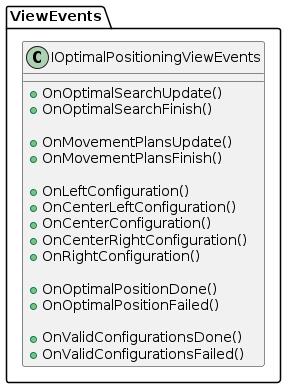 ViewEvents
C IOptimalPositioningViewEvents
OnOptimalSearchUpdate()
OnOptimalSearchFinish()
OnMovementPlansUpdate()
OnMovementPlansFinish()
OnLeftConfiguration()
OnCenterLeftConfiguration()
OnCenterConfiguration()
OnCenterRightConfiguration()
OnRightConfiguration()
OnOptimalPositionDone()
OnOptimalPositionFailed()
OnValidConfigurationsDone()
OnValidConfigurationsFailed()